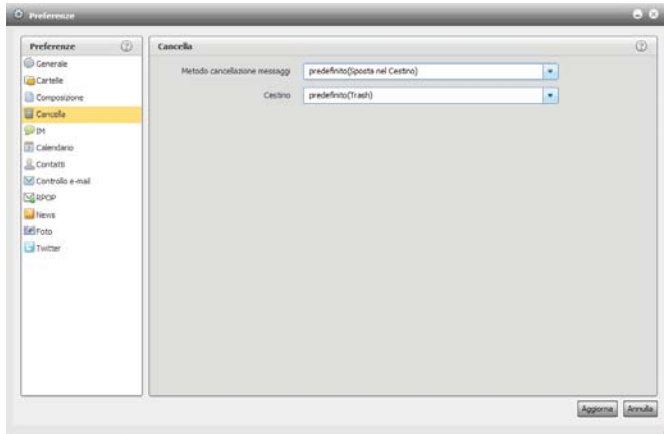 Preferenze
Preferenze
Generale
Cartelle
Composizione
Cancella
IM
Calendario
Contatti
Controllo e-mail
RPOP
News
Foto
Twitter
Cancella
Metodo cancellazione messaggi
predefinito(Sposta nel Cestino)
Cestino
predefinito(Trash)
Aggiorna
Annulla